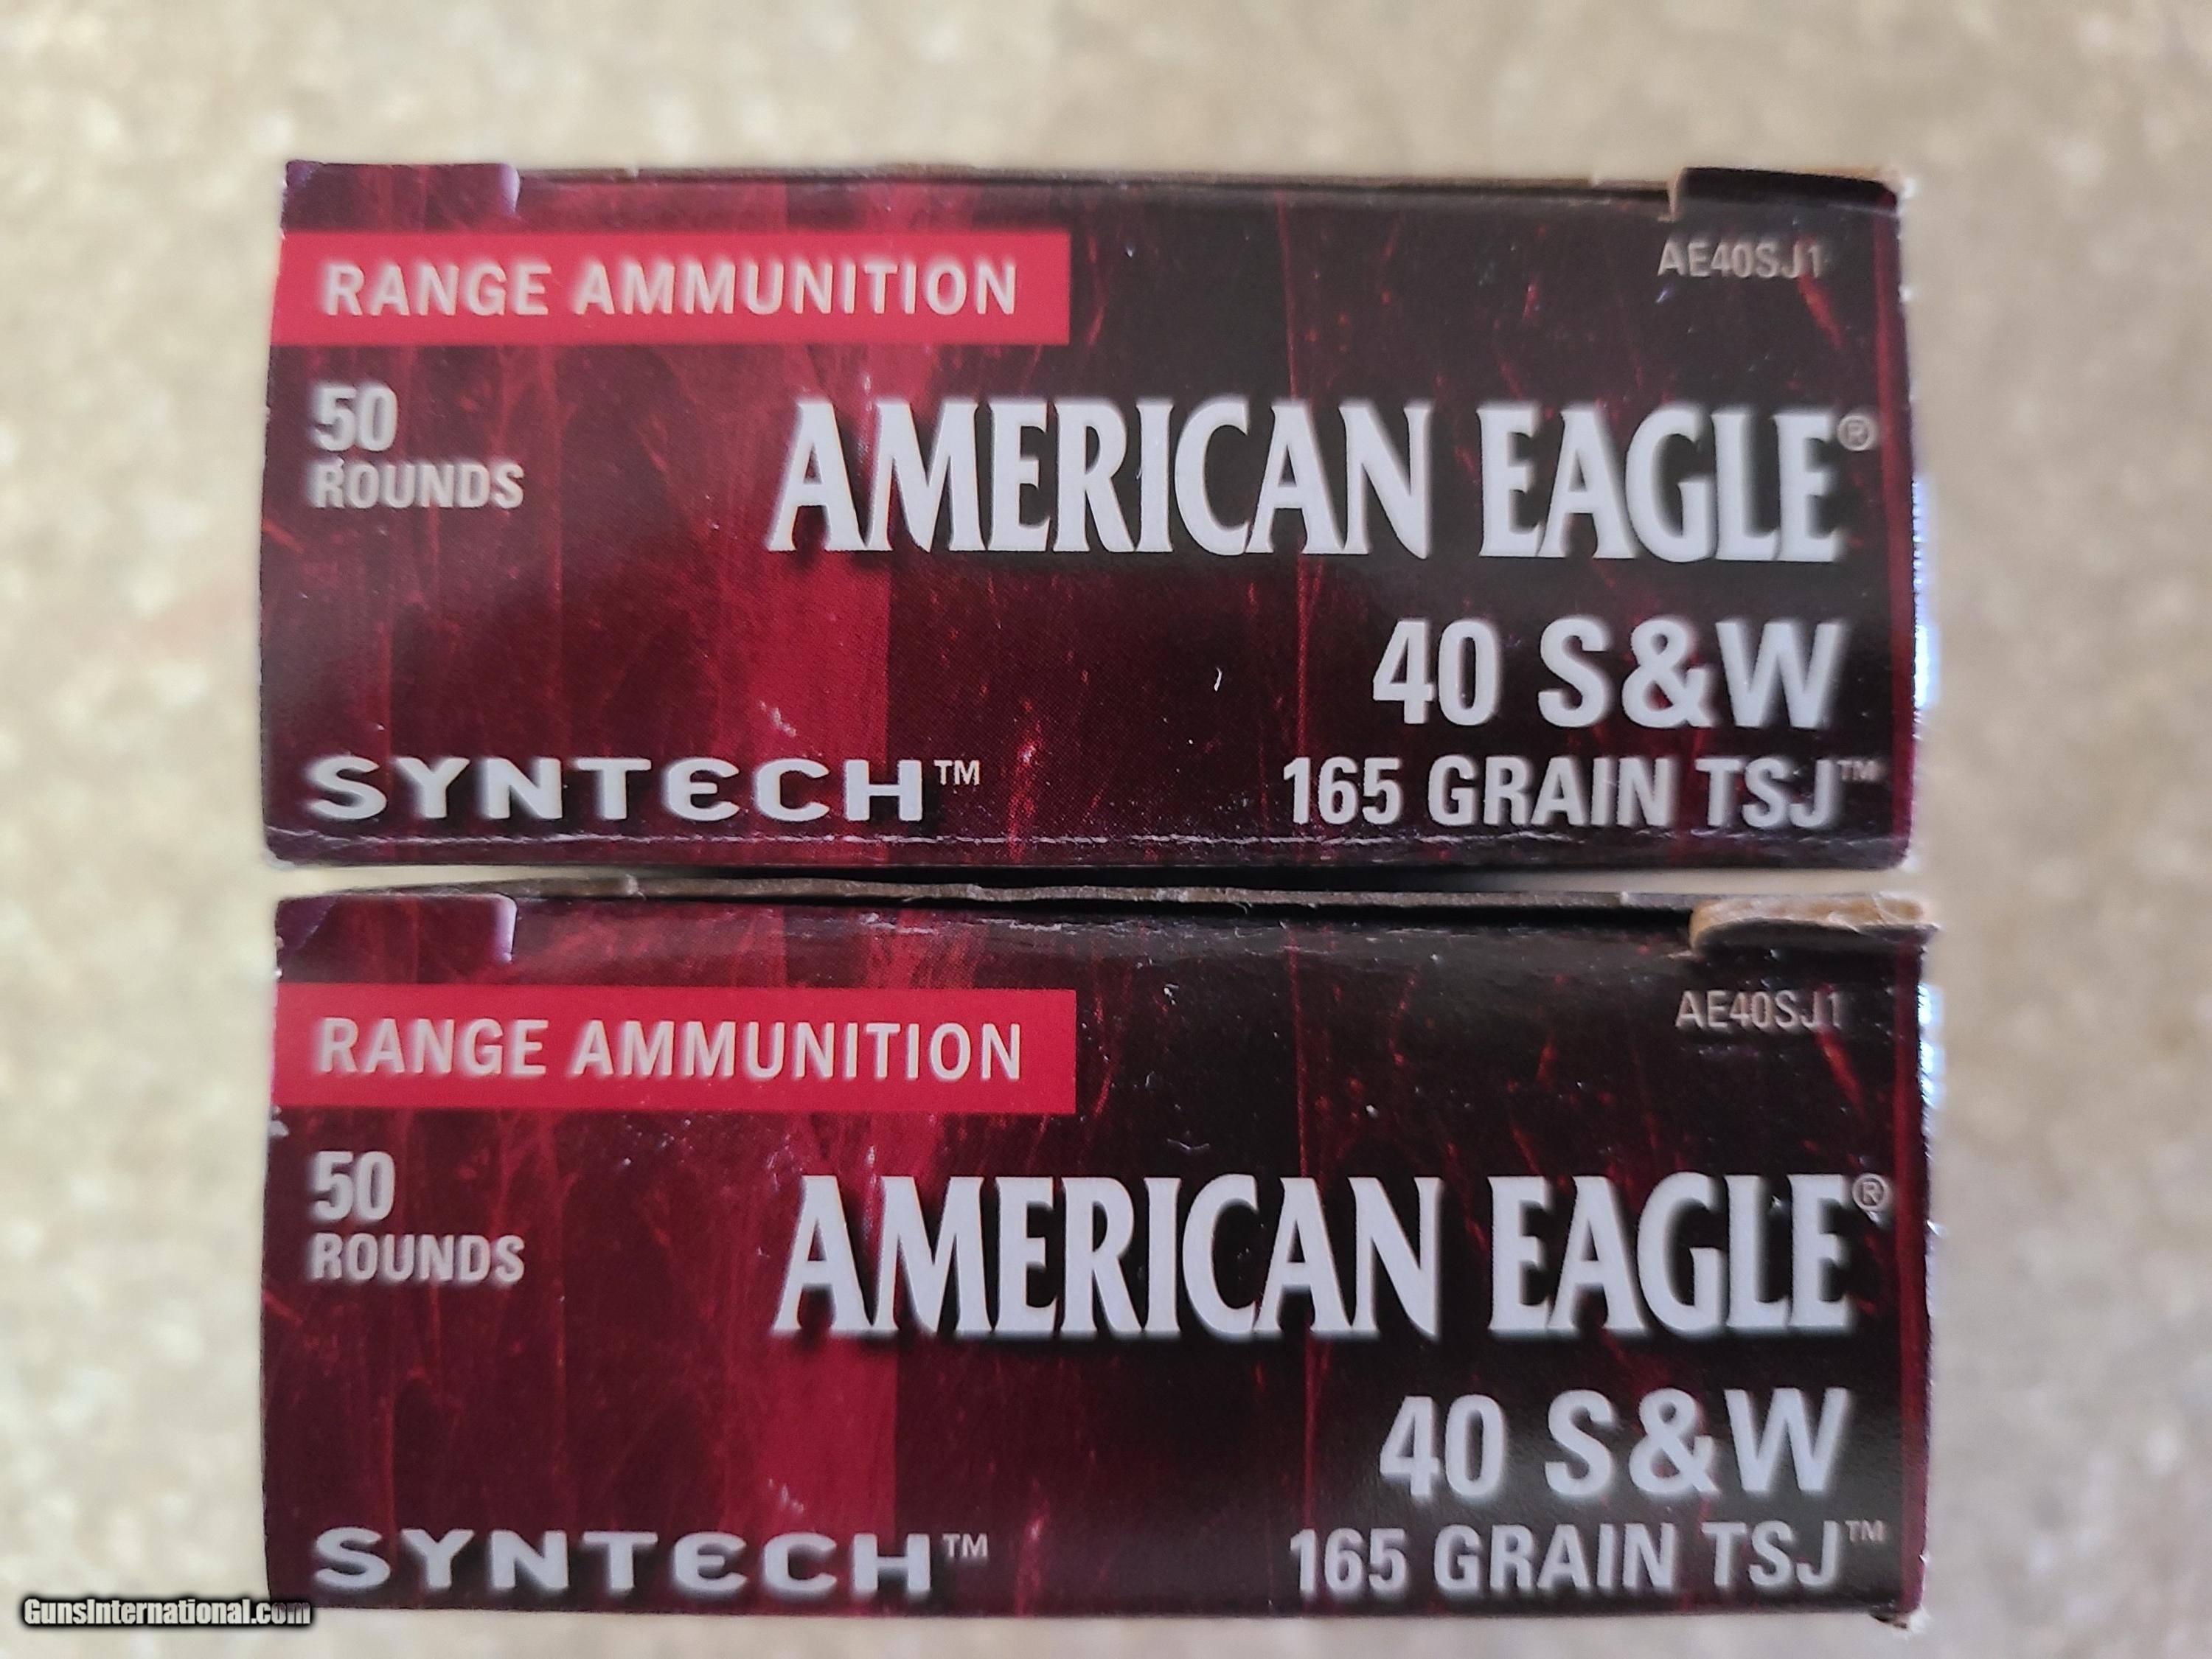 RANGE AMMUNITION
AE40SJ1
50
ROUNDS
AMERICAN EAGLE®
40 S&W
SYNTECH™
165 GRAIN TSJ™
RANGE AMMUNITION
AE40SJ1
50
ROUNDS
AMERICAN EAGLE®
40 S&W
SYNTECH™
165 GRAIN TSJ™
GunsInternational.com